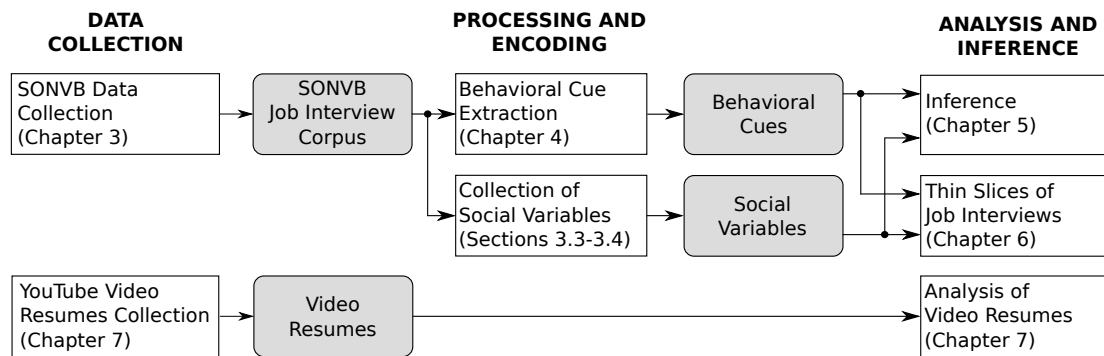 DATA
COLLECTION
PROCESSING AND
ENCODING
ANALYSIS AND
INFERENCE
SONVB Data
Collection
(Chapter 3)
SONVB
Job Interview
Corpus
Behavioral Cue
Extraction
(Chapter 4)
Behavioral
Cues
Inference
(Chapter 5)
Collection of
Social Variables
(Sections 3.3-3.4)
Social
Variables
Thin Slices of
Job Interviews
(Chapter 6)
YouTube Video
Resumes Collection
(Chapter 7)
Video
Resumes
Analysis of
Video Resumes
(Chapter 7)